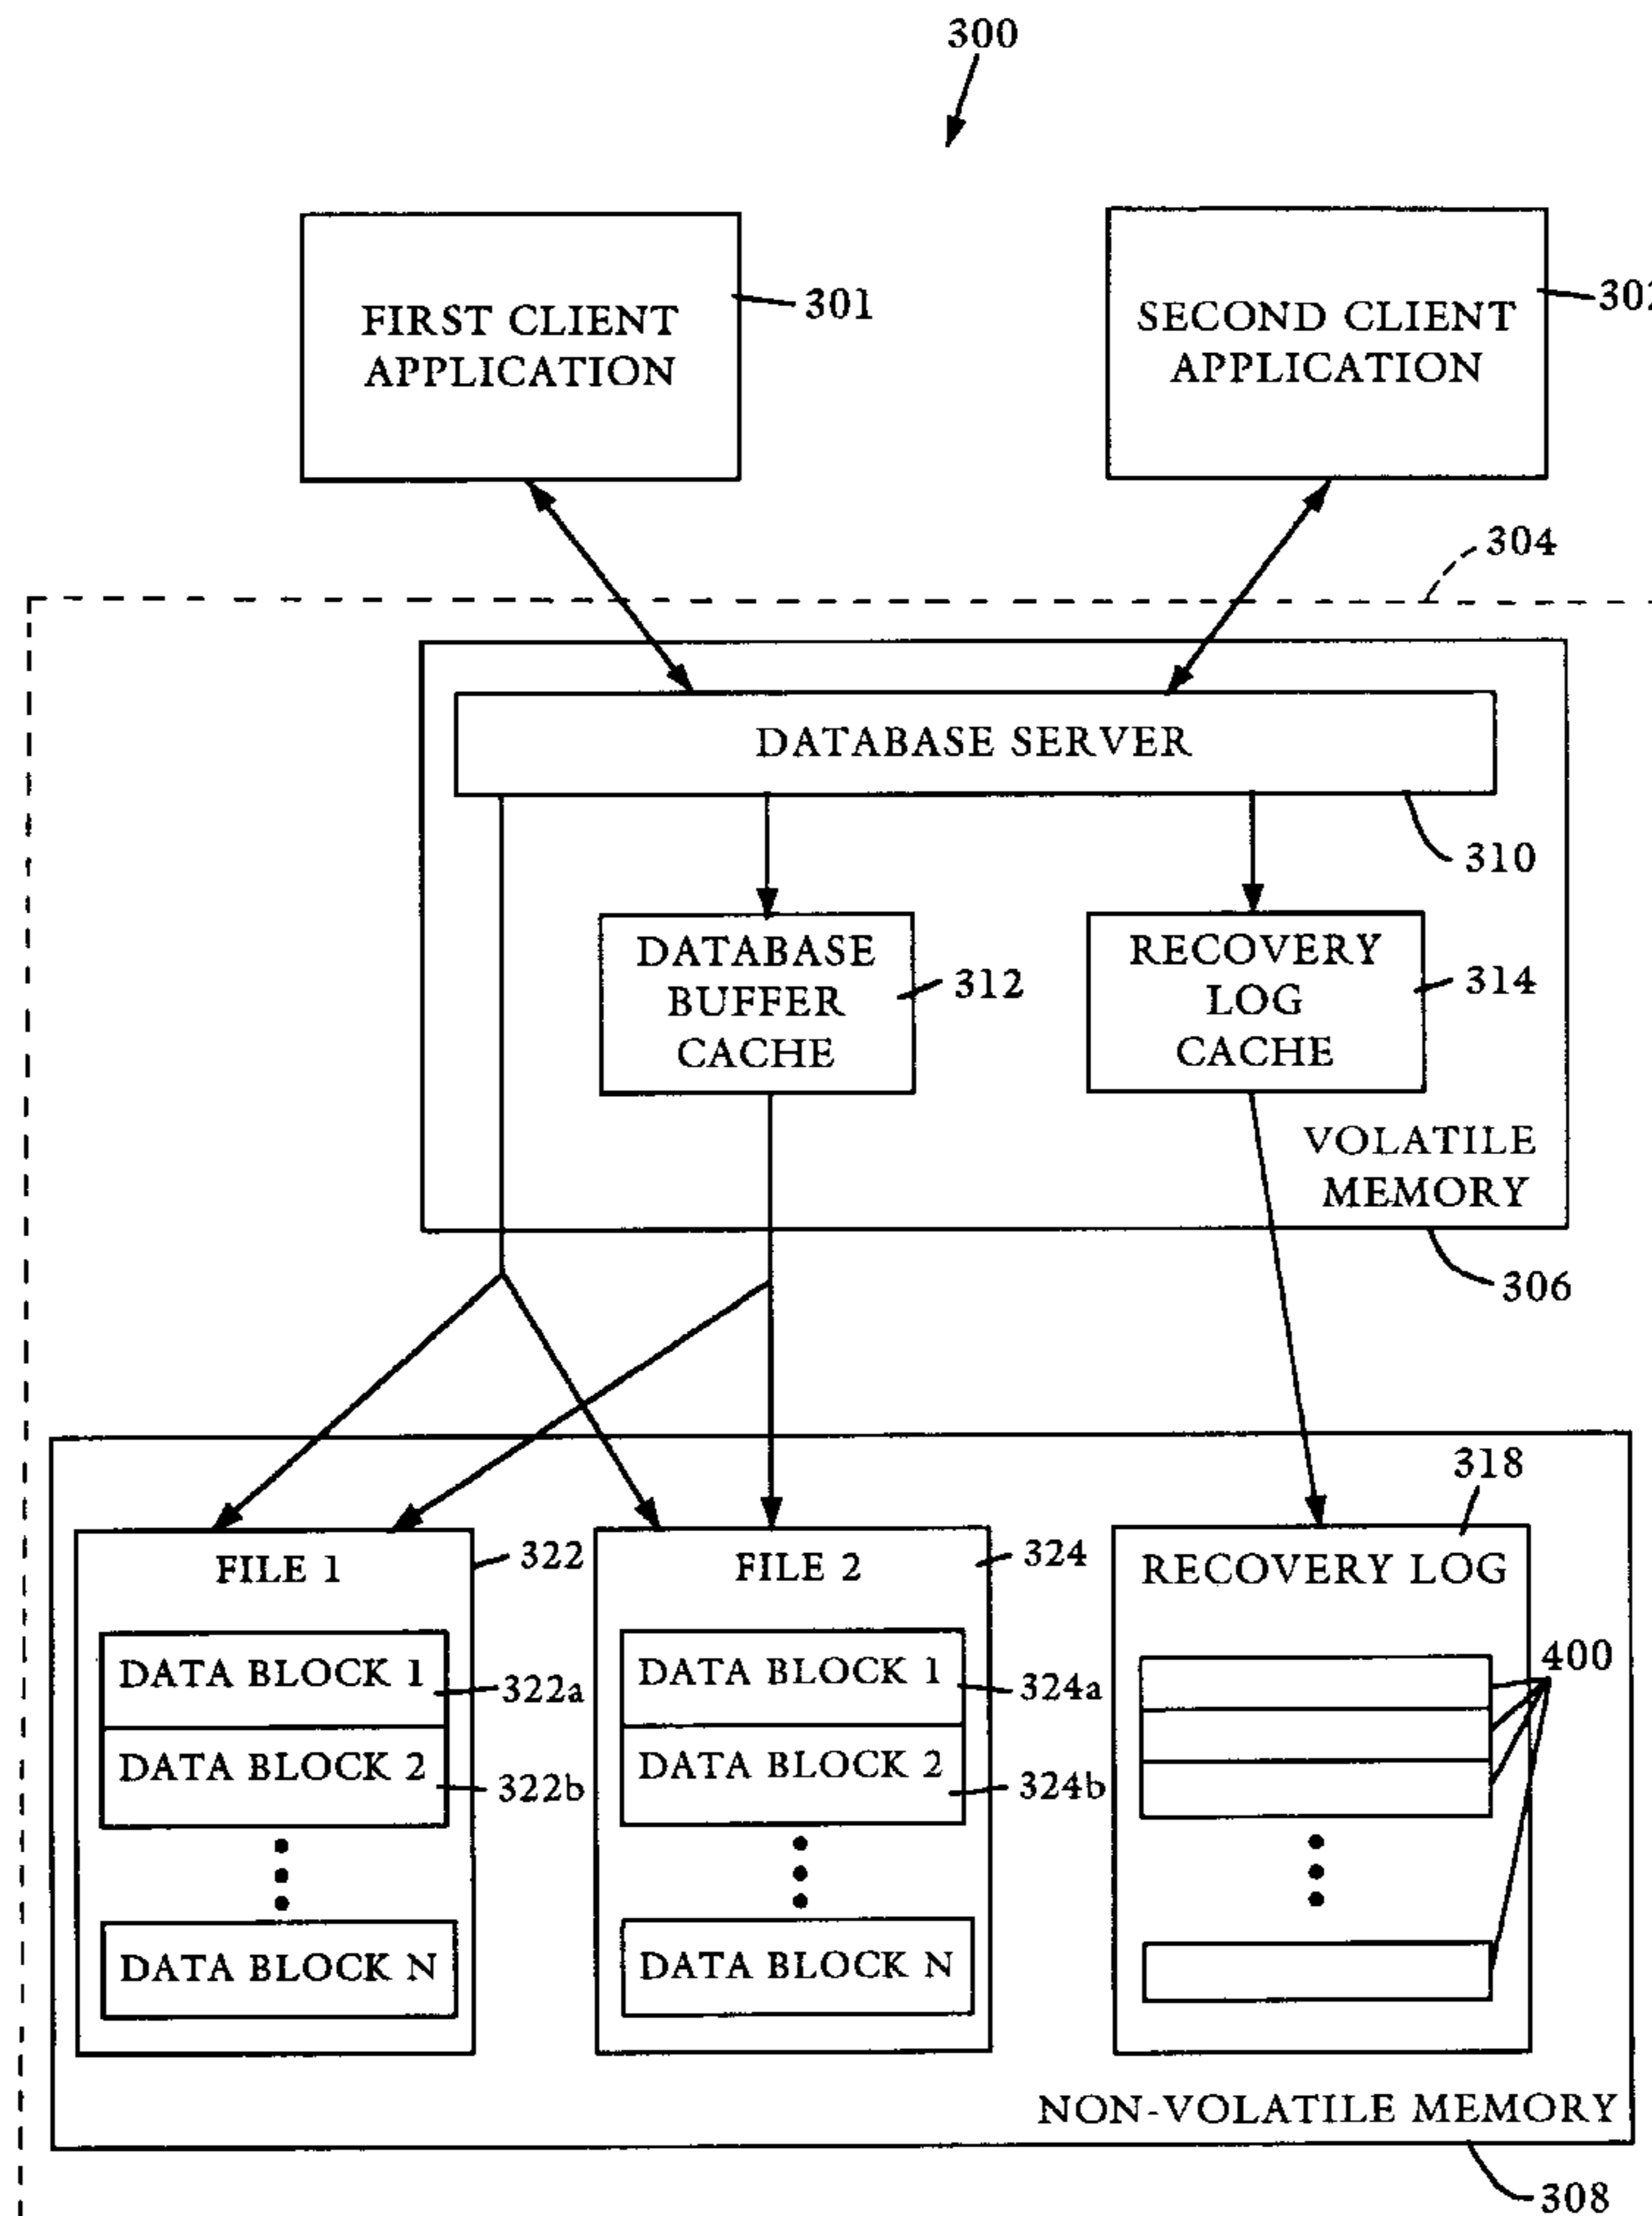 300
FIRST CLIENT
APPLICATION
301
SECOND CLIENT
APPLICATION
304
DATABASE SERVER
310
DATABASE
BUFFER
CACHE
312
RECOVERY
LOG
CACHE
314
VOLATILE
MEMORY
306
318
FILE 1
322
FILE 2
324
RECOVERY LOG
400
DATA BLOCK 1
322a
DATA BLOCK 1
324a
DATA BLOCK 2
322b
DATA BLOCK 2
324b
DATA BLOCK N
DATA BLOCK N
NON-VOLATILE MEMORY
308